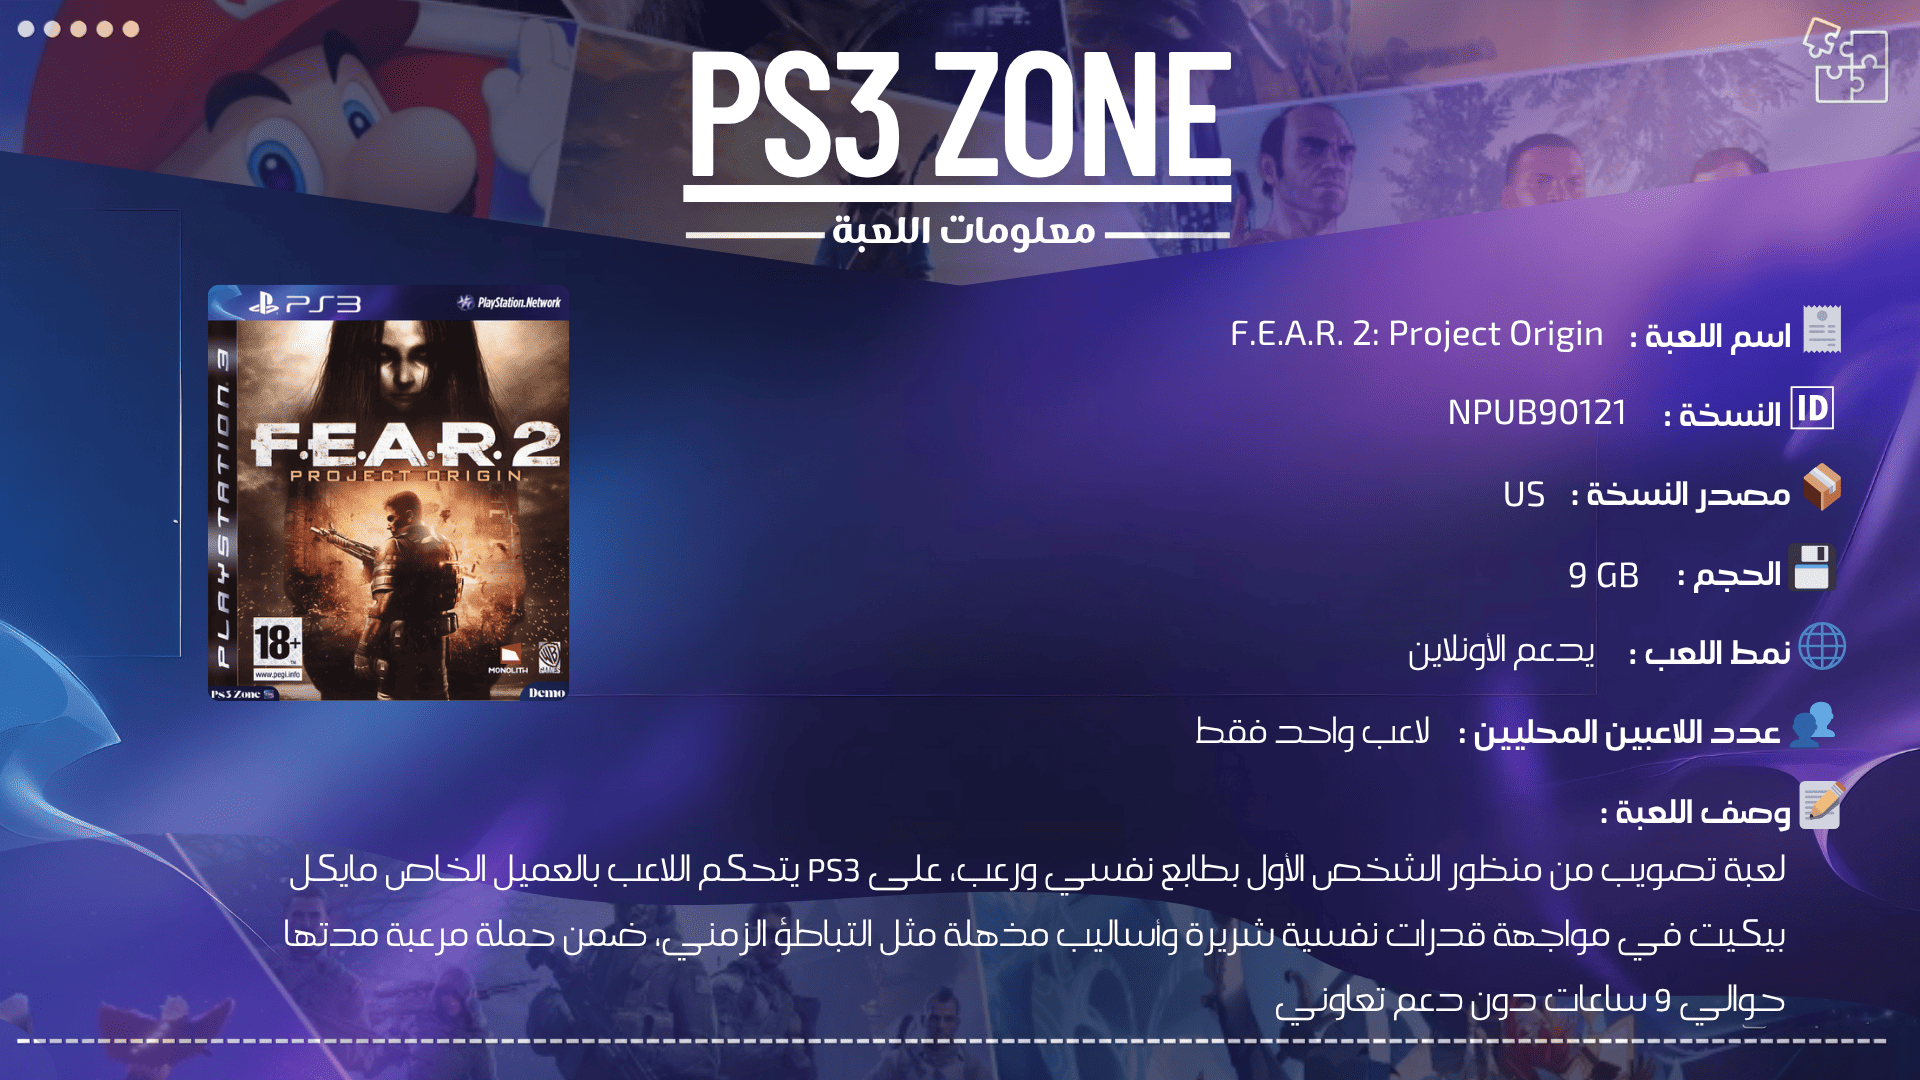 PS3 ZONE
معلومات اللعبة
PS3 PlayStation.Network
PLAYSTATION 3
F.E.A.R. 2
PROJECT ORIGIN
18+
www.pegi.info
MONOLITH
WB GAMES
Ps3 Zone
Demo
اسم اللعبة : F.E.A.R. 2: Project Origin
ID النسخة : NPUB90121
مصدر النسخة : US
الحجم : 9 GB
نمط اللعب : يدعم الأونلاين
عدد اللاعبين المحليين : لاعب واحد فقط
وصف اللعبة :
لعبة تصويب من منظور الشخص الأول بطابع نفسي ورعب، على PS3 يتحكم اللاعب بالعميل الخاص مايكل
بيكيت في مواجهة قدرات نفسية شريرة وأساليب مذهلة مثل التباطؤ الزمني، ضمن حملة مرعبة مدتها
حوالي 9 ساعات دون دعم تعاوني